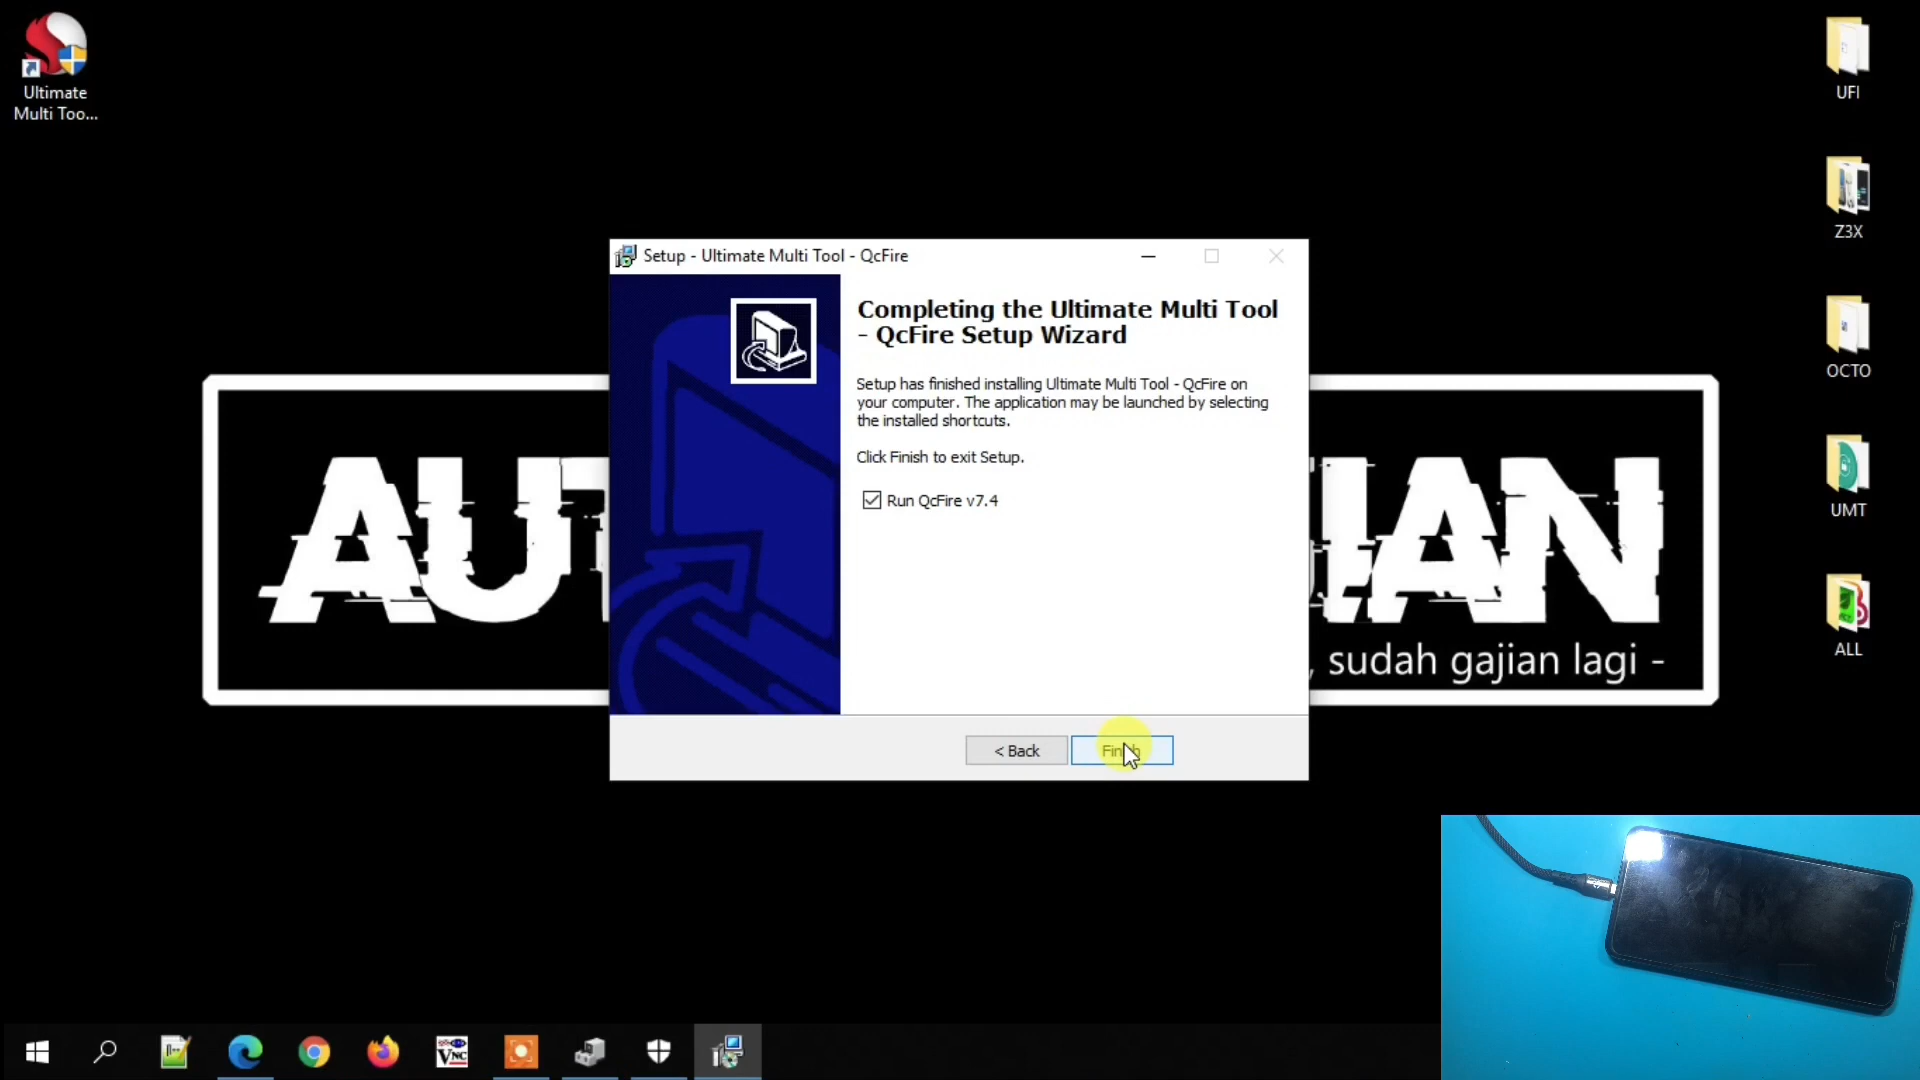 Ultimate
Multi Too...
UFI
Z3X
OCTO
UMT
ALL
Setup - Ultimate Multi Tool - QcFire
Completing the Ultimate Multi Tool
- QcFire Setup Wizard
Setup has finished installing Ultimate Multi Tool - QcFire on
your computer. The application may be launched by selecting
the installed shortcuts.
Click Finish to exit Setup.
Run QcFire v7.4
, sudah gajian lagi -
< Back
VNC